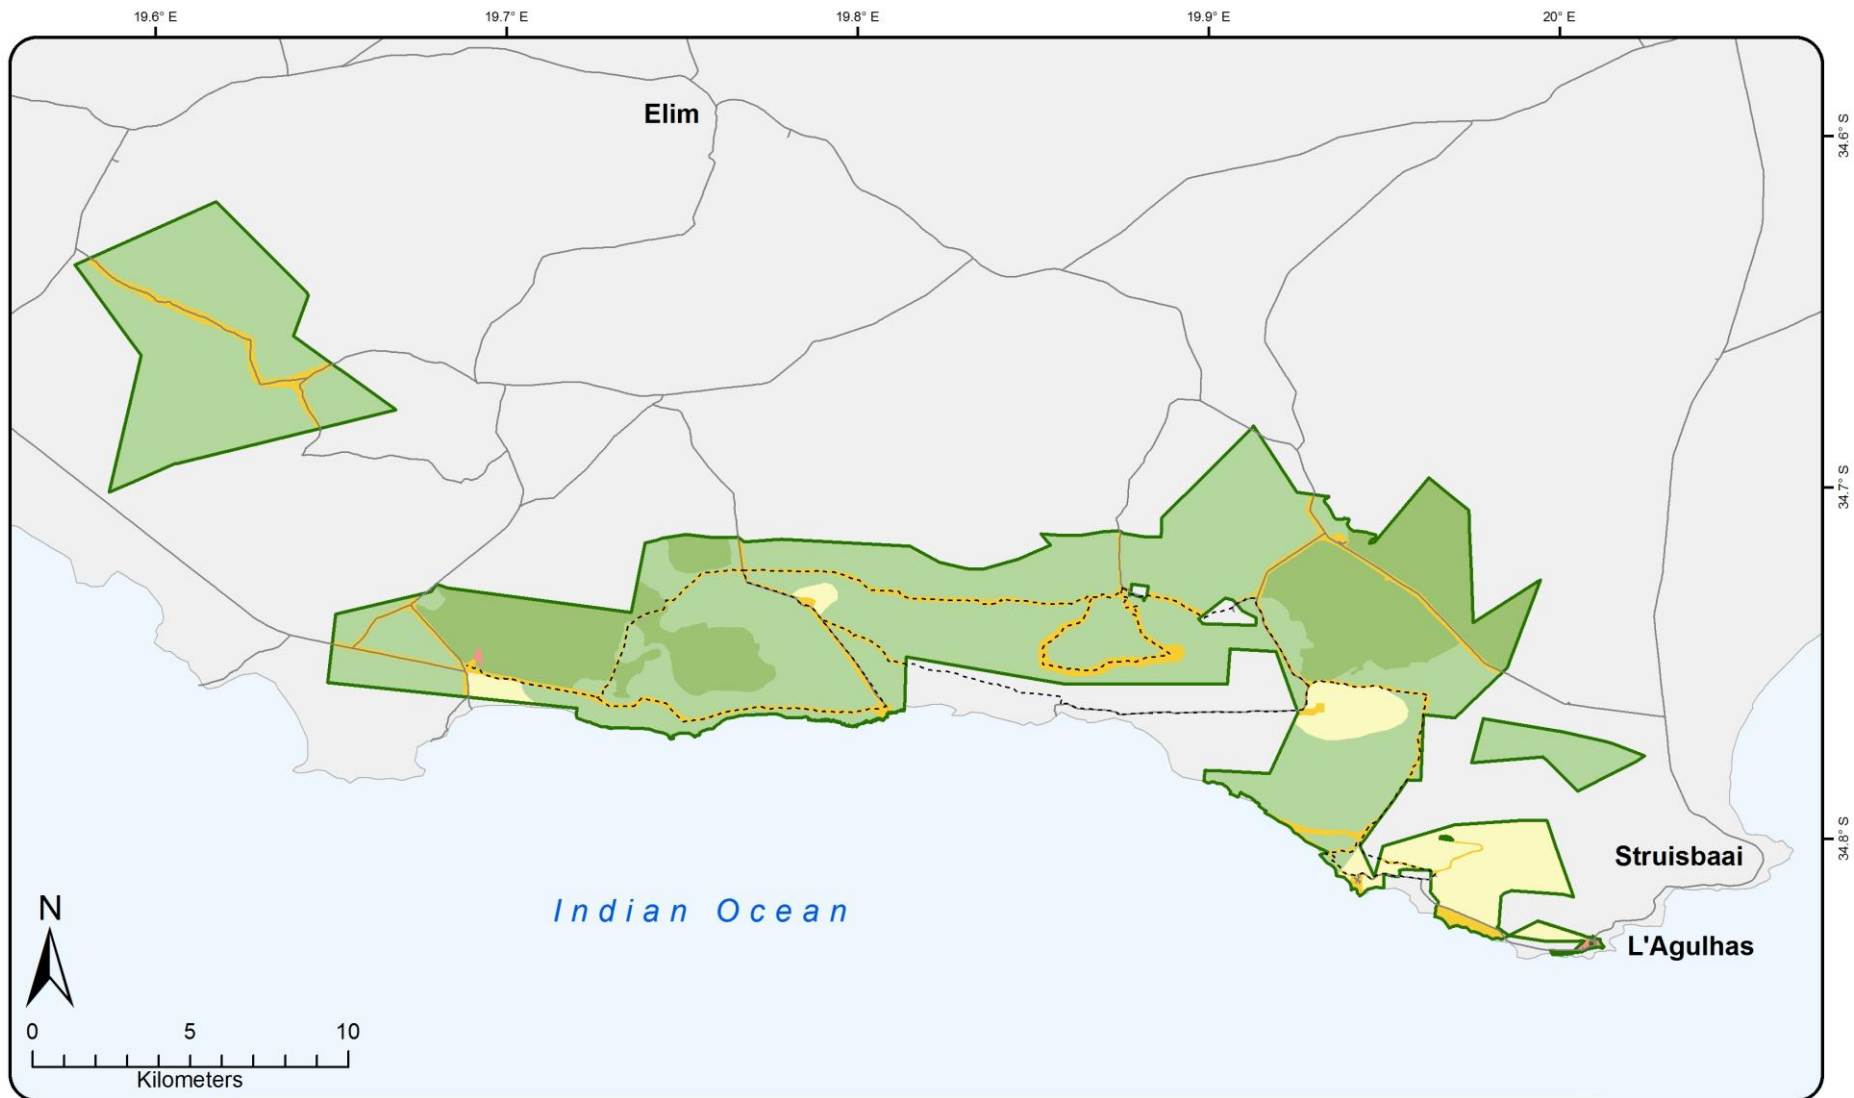 19.6° E
19.7° E
19.8° E
19.9° E
20° E
Elim
34.6° S
34.7° S
34.8° S
Struisbaai
L'Agulhas
Indian Ocean
N
0 5 10
Kilometers